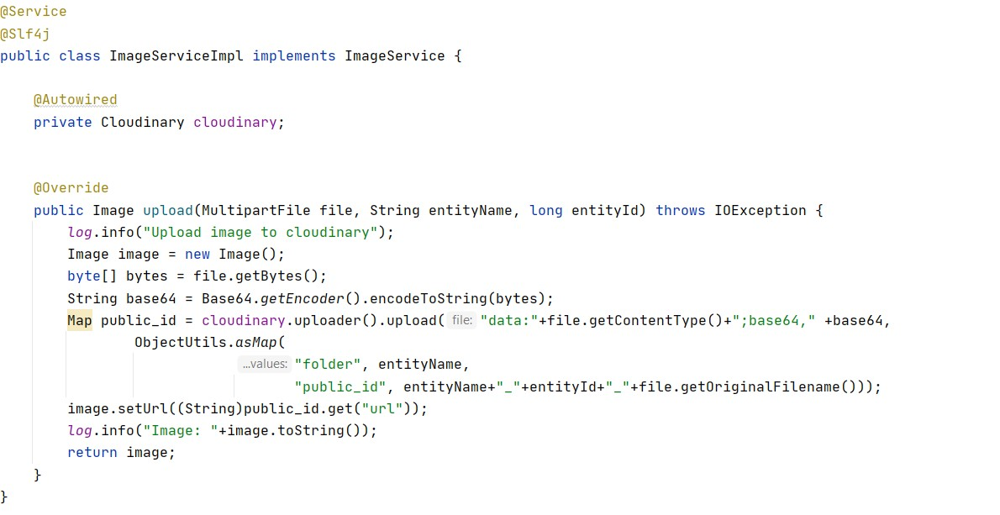 @Service
@Slf4j
public class ImageServiceImpl implements ImageService {
@Autowired
private Cloudinary cloudinary;
@Override
public Image upload(MultipartFile file, String entityName, long entityId) throws IOException {
log.info("Upload image to cloudinary");
Image image = new Image();
byte[] bytes = file.getBytes();
String base64 = Base64.getEncoder().encodeToString(bytes);
Map public_id = cloudinary.uploader().upload( file: "data:"+file.getContentType()+";base64," +base64,
ObjectUtils.asMap(
...values: "folder", entityName,
"public_id", entityName+"_"+entityId+"_"+file.getOriginalFilename()));
image.setUrl((String)public_id.get("url"));
log.info("Image: "+image.toString());
return image;
}
}